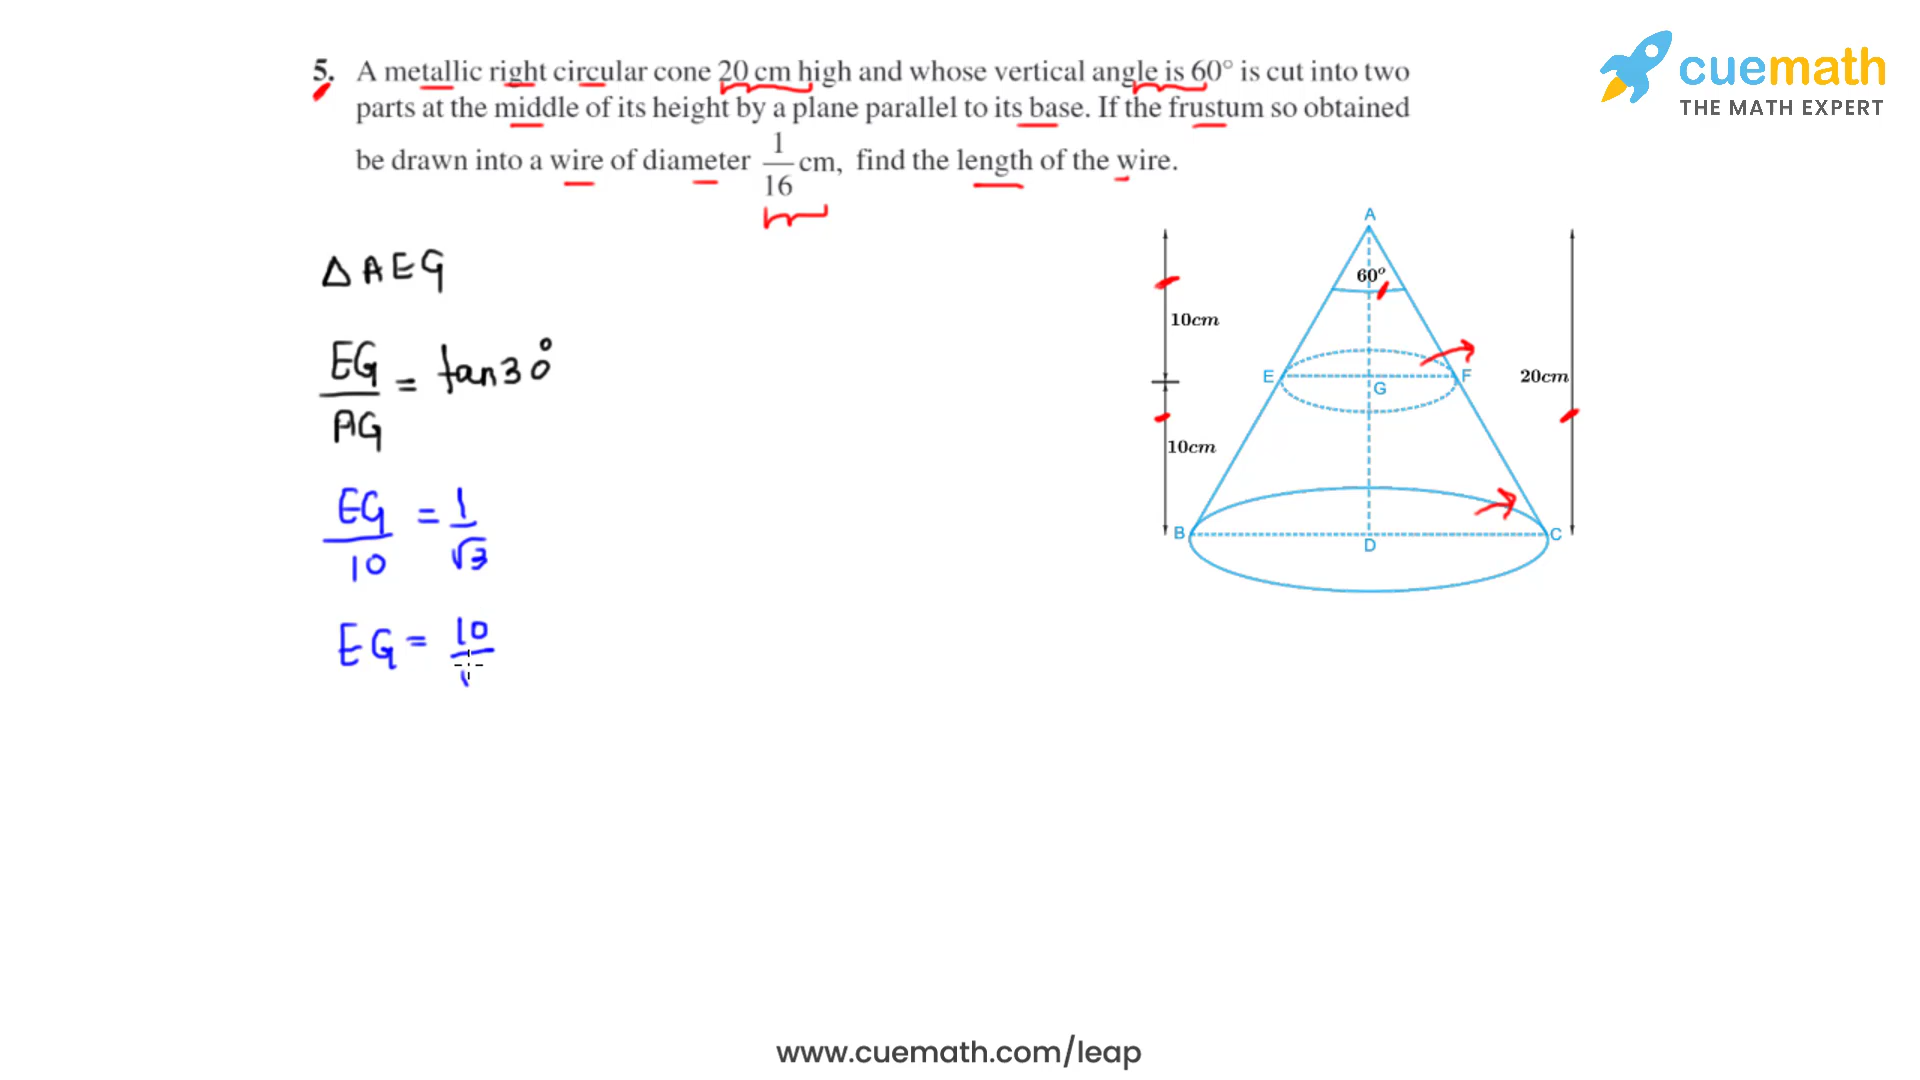 cuemath
THE MATH EXPERT
5. A metallic right circular cone 20 cm high and whose vertical angle is 60° is cut into two
parts at the middle of its height by a plane parallel to its base. If the frustum so obtained
be drawn into a wire of diameter 1/16 cm, find the length of the wire.
A
60°
10cm
E
G
F
20cm
10cm
B
D
C
△AEG
EG/AG = tan30°
EG/10 = 1/√3
EG = 10/
www.cuemath.com/leap